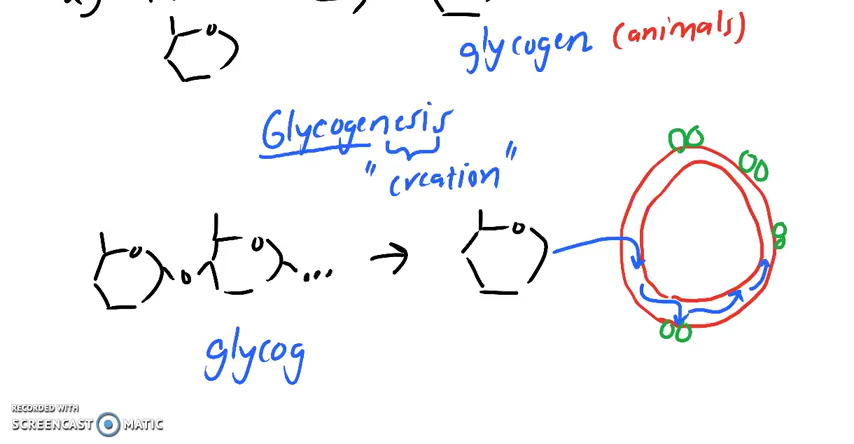 glycogen (animals)
Glycogenesis
"creation"
glycog
RECORDED WITH
SCREENCAST MATIC